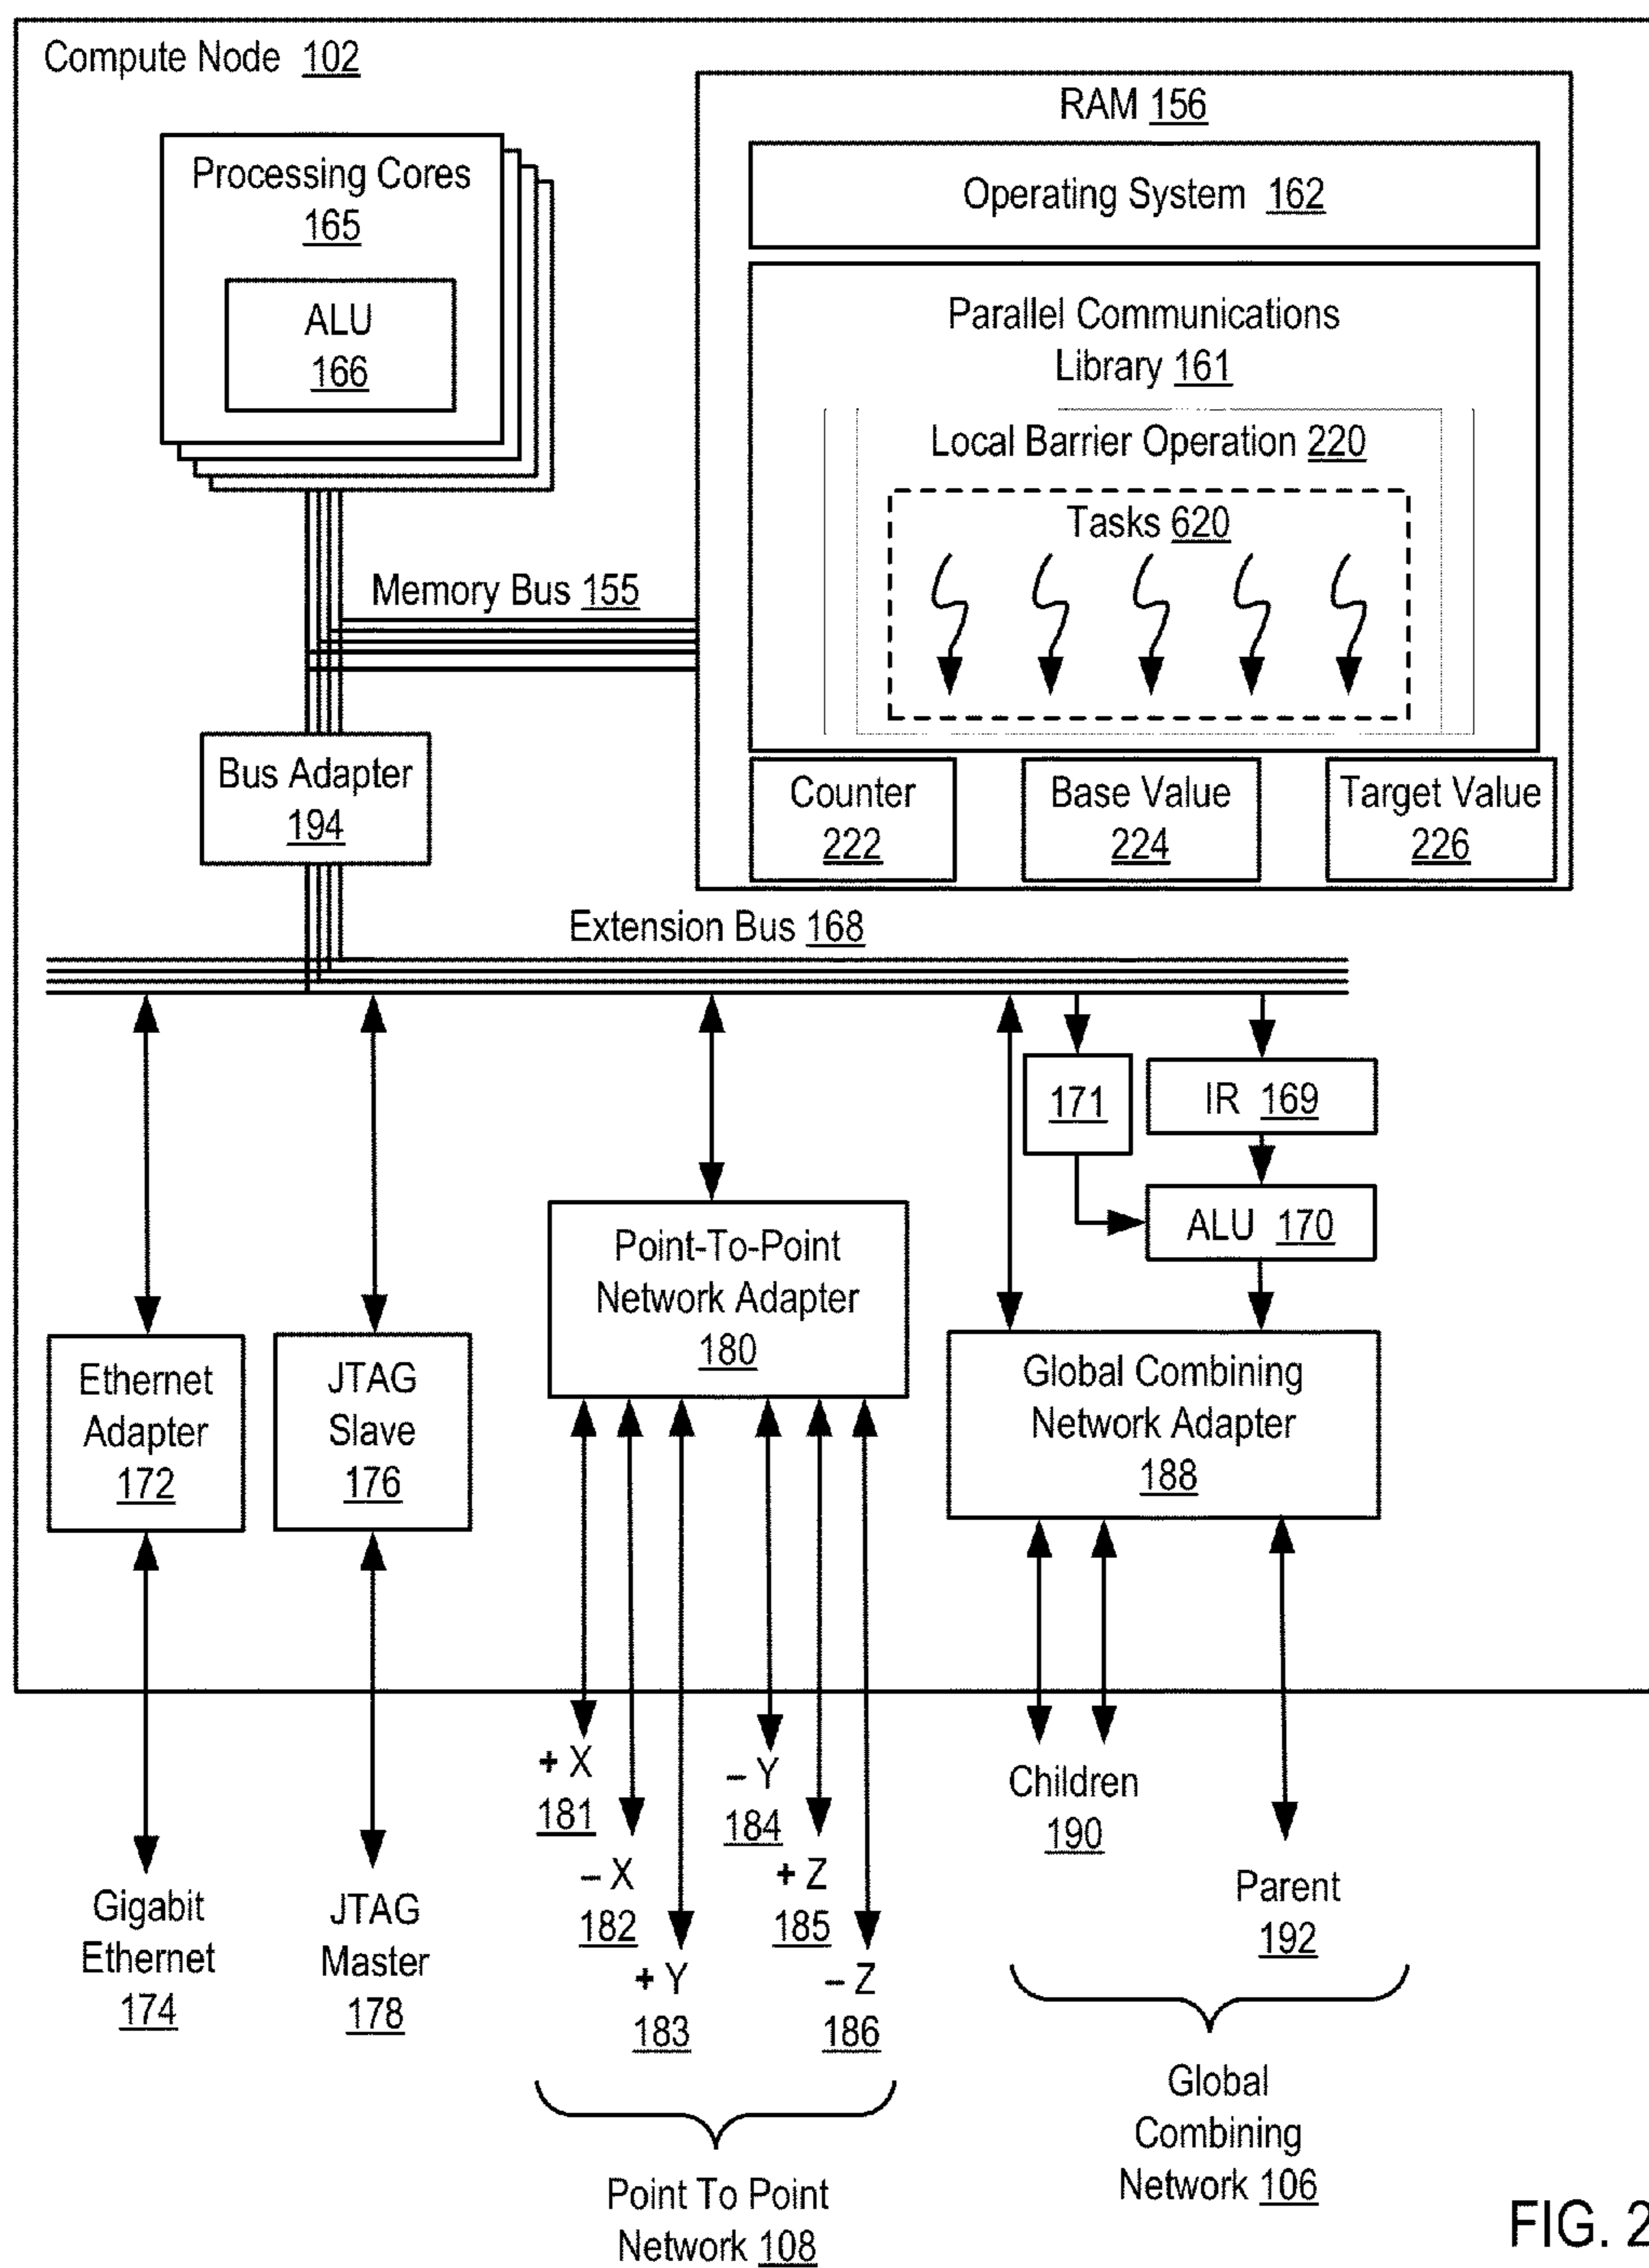 Compute Node 102
Processing Cores
165
ALU
166
RAM 156
Operating System 162
Parallel Communications
Library 161
Local Barrier Operation 220
Tasks 620
Memory Bus 155
Bus Adapter
194
Counter
222
Base Value
224
Target Value
226
Extension Bus 168
171
IR 169
ALU 170
Point-To-Point
Network Adapter
180
Ethernet
Adapter
172
JTAG
Slave
176
Global Combining
Network Adapter
188
+ X
181
– X
182
+ Y
183
– Y
184
+ Z
185
– Z
186
Children
190
Parent
192
Gigabit
Ethernet
174
JTAG
Master
178
Point To Point
Network 108
Global
Combining
Network 106
FIG. 2